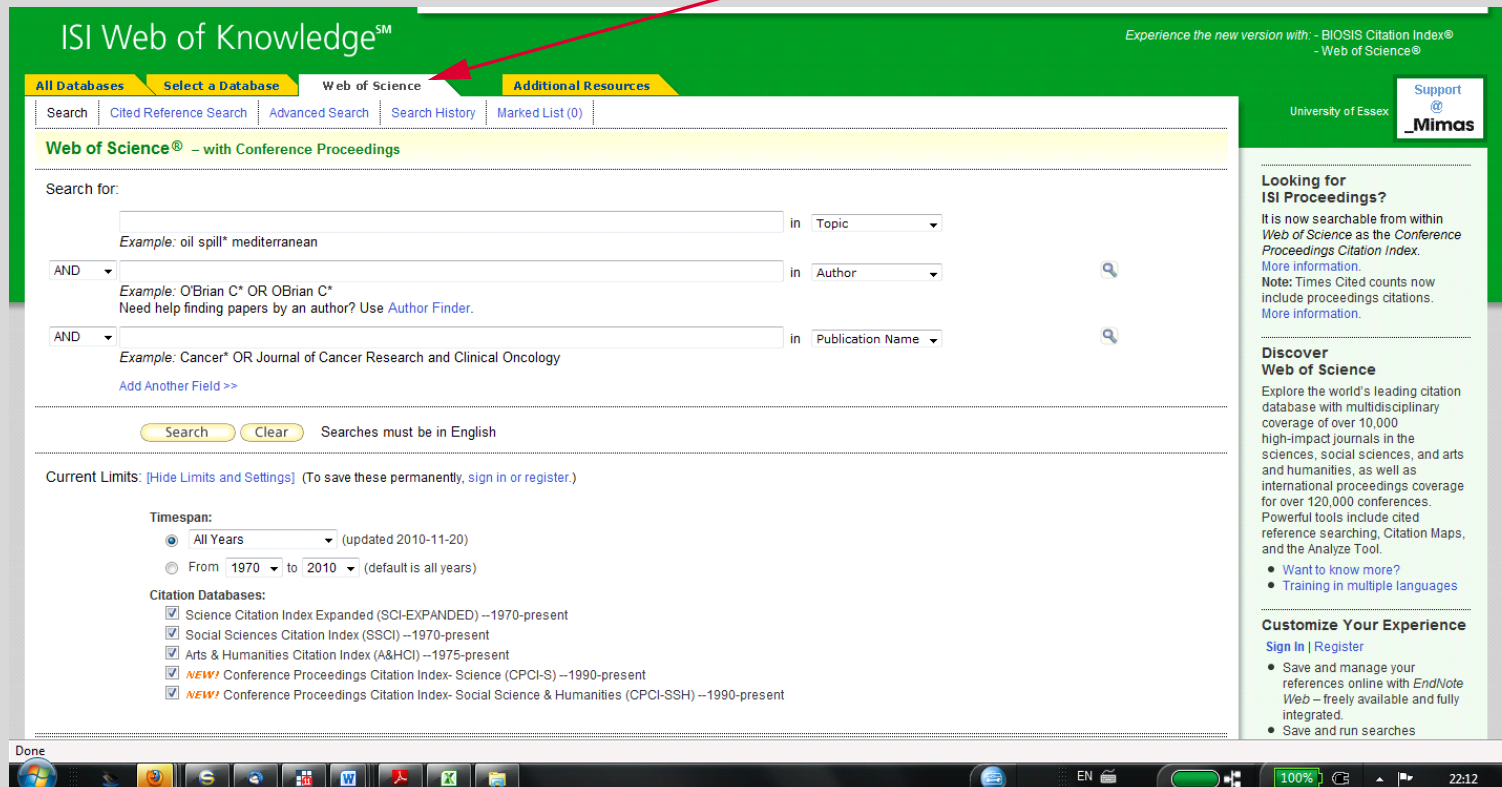 ISI Web of Knowledge℠
Experience the new version with: - BIOSIS Citation Index®
- Web of Science®
All Databases Select a Database Web of Science Additional Resources
Support
@
_Mimas
University of Essex
Search Cited Reference Search Advanced Search Search History Marked List (0)
Web of Science® – with Conference Proceedings
Search for:
in Topic
Example: oil spill* mediterranean
AND in Author
Example: O'Brian C* OR OBrian C*
Need help finding papers by an author? Use Author Finder.
AND in Publication Name
Example: Cancer* OR Journal of Cancer Research and Clinical Oncology
Add Another Field >>
Search Clear Searches must be in English
Current Limits: [Hide Limits and Settings] (To save these permanently, sign in or register.)
Timespan:
All Years (updated 2010-11-20)
From 1970 to 2010 (default is all years)
Citation Databases:
Science Citation Index Expanded (SCI-EXPANDED) --1970-present
Social Sciences Citation Index (SSCI) --1970-present
Arts & Humanities Citation Index (A&HCI) --1975-present
NEW! Conference Proceedings Citation Index- Science (CPCI-S) --1990-present
NEW! Conference Proceedings Citation Index- Social Science & Humanities (CPCI-SSH) --1990-present
Looking for
ISI Proceedings?
It is now searchable from within
Web of Science as the Conference
Proceedings Citation Index.
More information.
Note: Times Cited counts now
include proceedings citations.
More information.
Discover
Web of Science
Explore the world's leading citation
database with multidisciplinary
coverage of over 10,000
high-impact journals in the
sciences, social sciences, and arts
and humanities, as well as
international proceedings coverage
for over 120,000 conferences.
Powerful tools include cited
reference searching, Citation Maps,
and the Analyze Tool.
Want to know more?
Training in multiple languages
Customize Your Experience
Sign In | Register
Save and manage your
references online with EndNote
Web – freely available and fully
integrated.
Save and run searches
Done
EN 100% 22:12